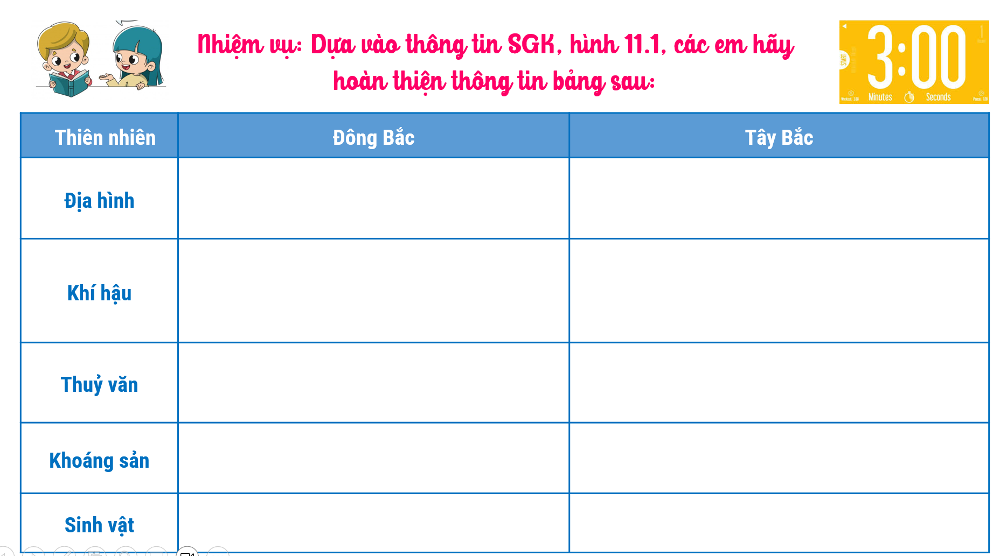 Nhiệm vụ: Dựa vào thông tin SGK, hình 11.1, các em hãy
hoàn thiện thông tin bảng sau:
START
3:00
Minutes
Seconds
Thiên nhiên
Đông Bắc
Tây Bắc
Địa hình
Khí hậu
Thuỷ văn
Khoáng sản
Sinh vật